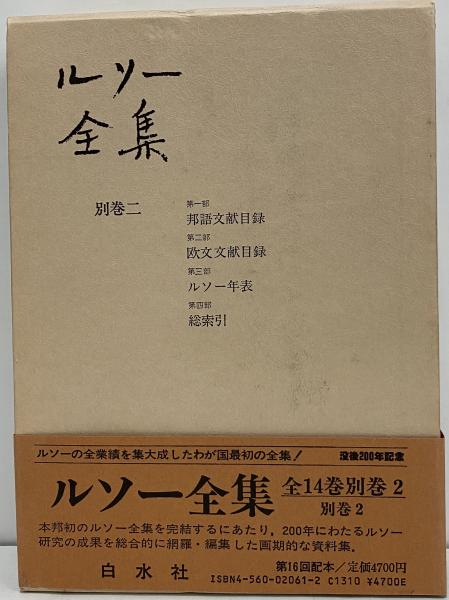 ルソー
全集
別巻二
第一部
邦語文献目録
第二部
欧文文献目録
第三部
ルソー年表
第四部
総索引
ルソーの全業績を集大成したわが国最初の全集！ 没後200年記念
ルソー全集 全14巻別巻2
別巻2
本邦初のルソー全集を完結するにあたり，200年にわたるルソー
研究の成果を総合的に網羅・編集した画期的な資料集．
白水社 第16回配本／定価4700円
ISBN4-560-02061-2 C1310 ¥4700E